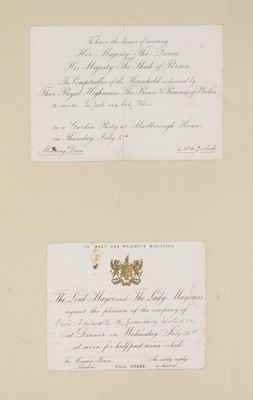 To have the honor of meeting
Her Majesty The Queen
and
His Majesty The Shah of Persia
The Comptroller of the Household is desired by
Their Royal Highnesses The Prince & Princess of Wales
to invite
to a Garden Party at Marlborough House,
on Thursday, July
Morning Dress
o'clock
TO MEET HER MAJESTY'S MINISTERS
The Lord Mayor and The Lady Mayoress
request the pleasure of the company of
at Dinner on Wednesday July
at seven for half past seven o'clock
The Mansion House
London
FULL DRESS
An early reply
is desired